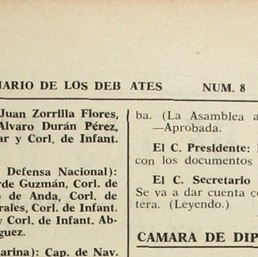 DIARIO DE LOS DEB ATES NUM. 8
Juan Zorrilla Flores,
Alvaro Durán Pérez,
ar y Corl. de Infant.
Defensa Nacional):
rde Guzmán, Corl. de
o de Anda, Corl. de
rales, Corl. de Infant.
y Corl. de Infant. Ab-
guez.
arina): Cap. de Nav.
ba. (La Asamblea a
—Aprobada.
El C. Presidente:
con los documentos
El C. Secretario
Se va a dar cuenta c
tera. (Leyendo.)
CAMARA DE DIP